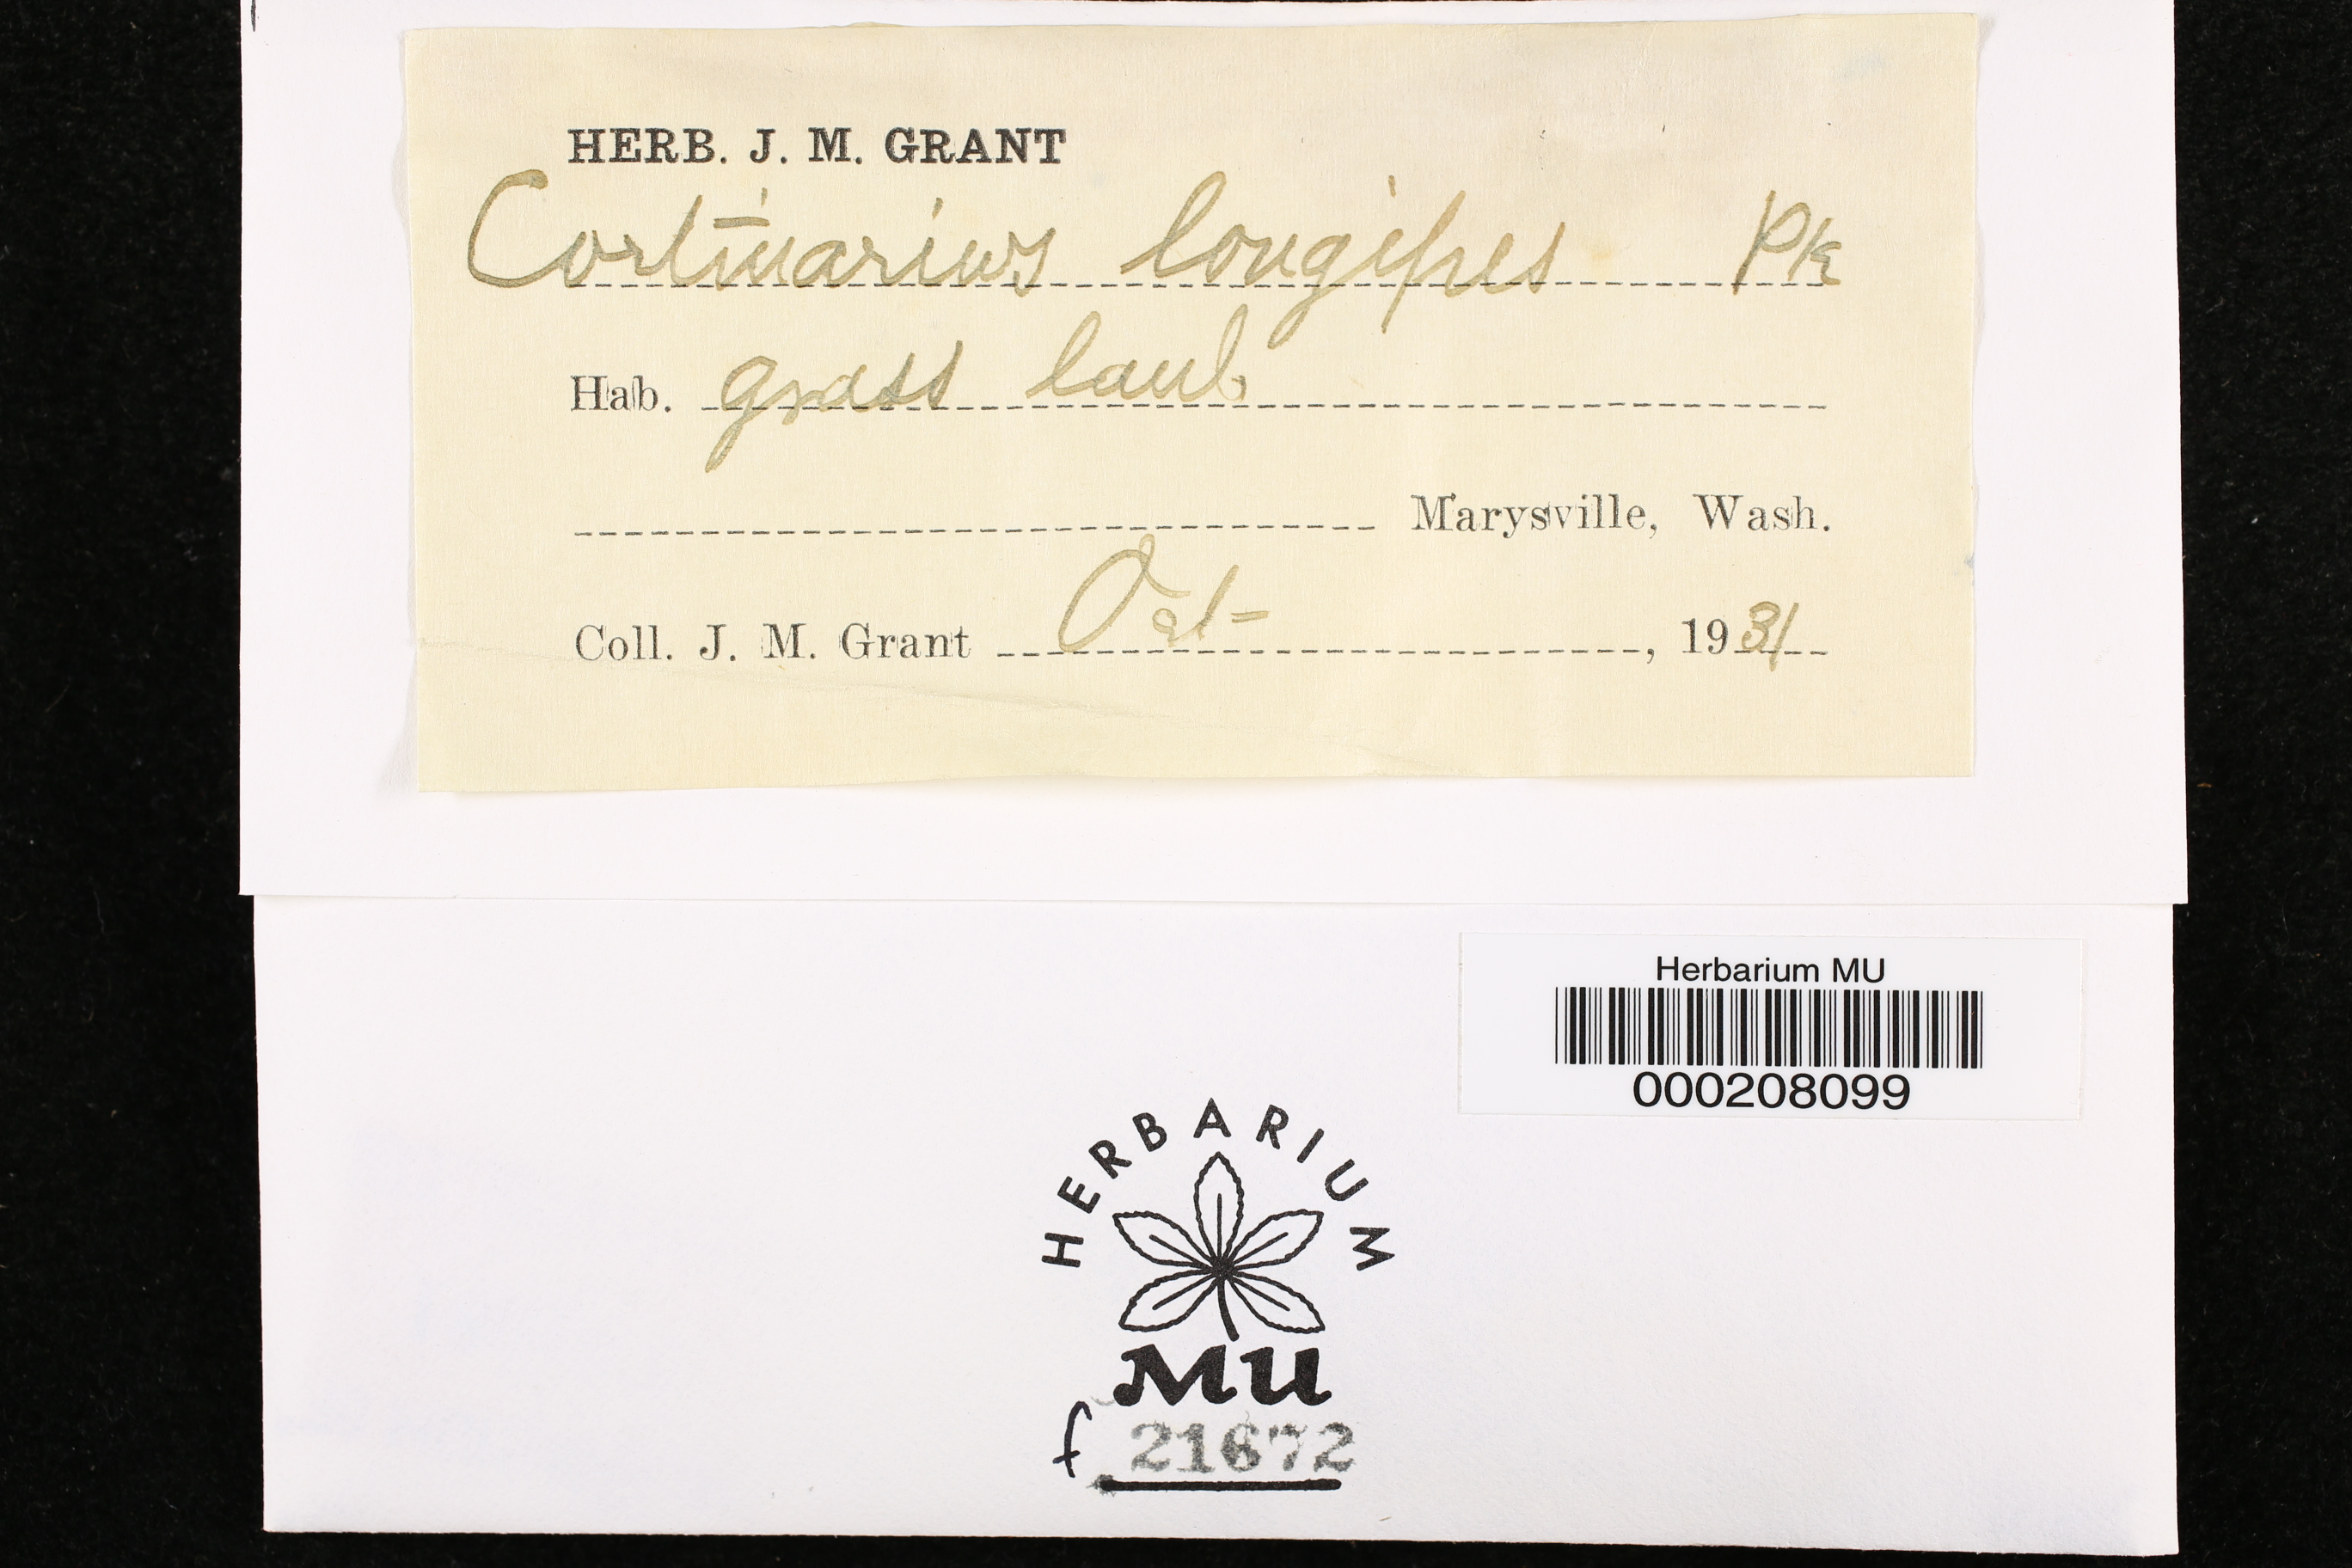 HERB. J. M. GRANT
Cortinarius longipes Pk
Hab. grass land
Marysville, Wash.
Coll. J. M. Grant Oct- , 1931
Herbarium MU
000208099
HERBARIUM
MU
f. 21672